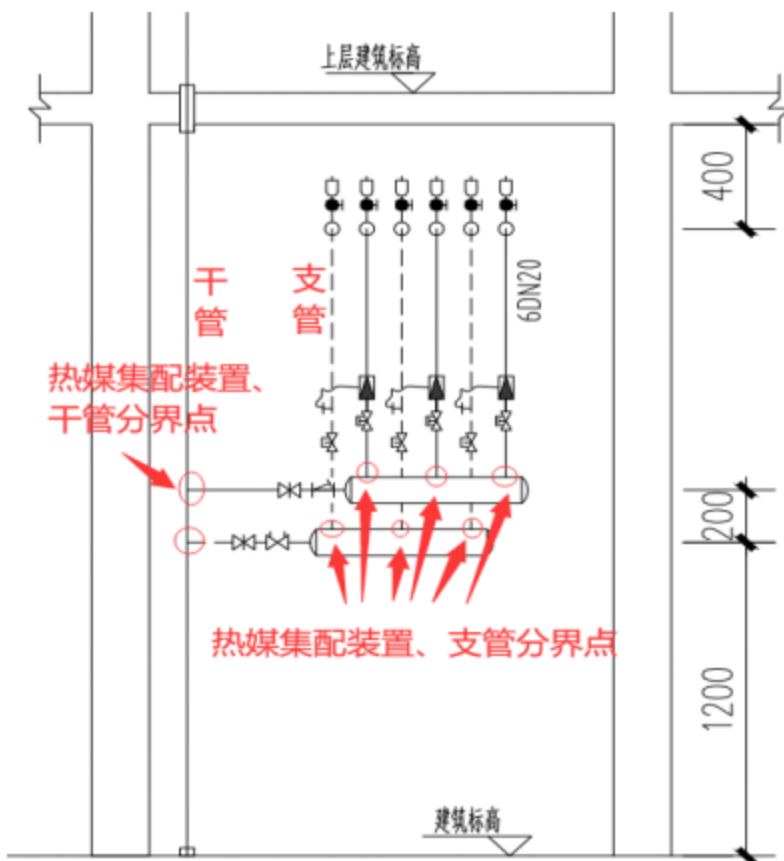 上层建筑标高
400
干管
支管
6DN20
热媒集配装置、
干管分界点
200
热媒集配装置、支管分界点
1200
建筑标高